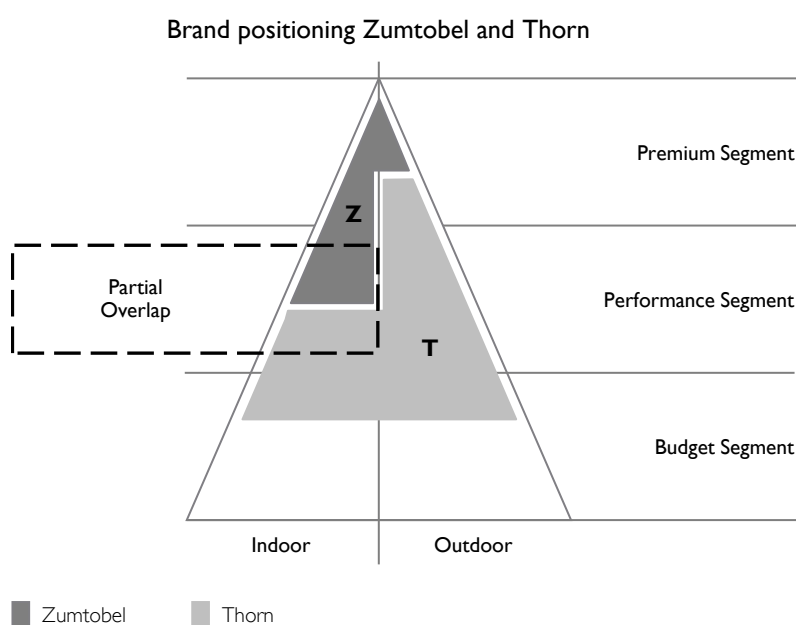 Brand positioning Zumtobel and Thorn
Premium Segment
Z
Partial
Overlap
Performance Segment
T
Budget Segment
Indoor
Outdoor
Zumtobel
Thorn